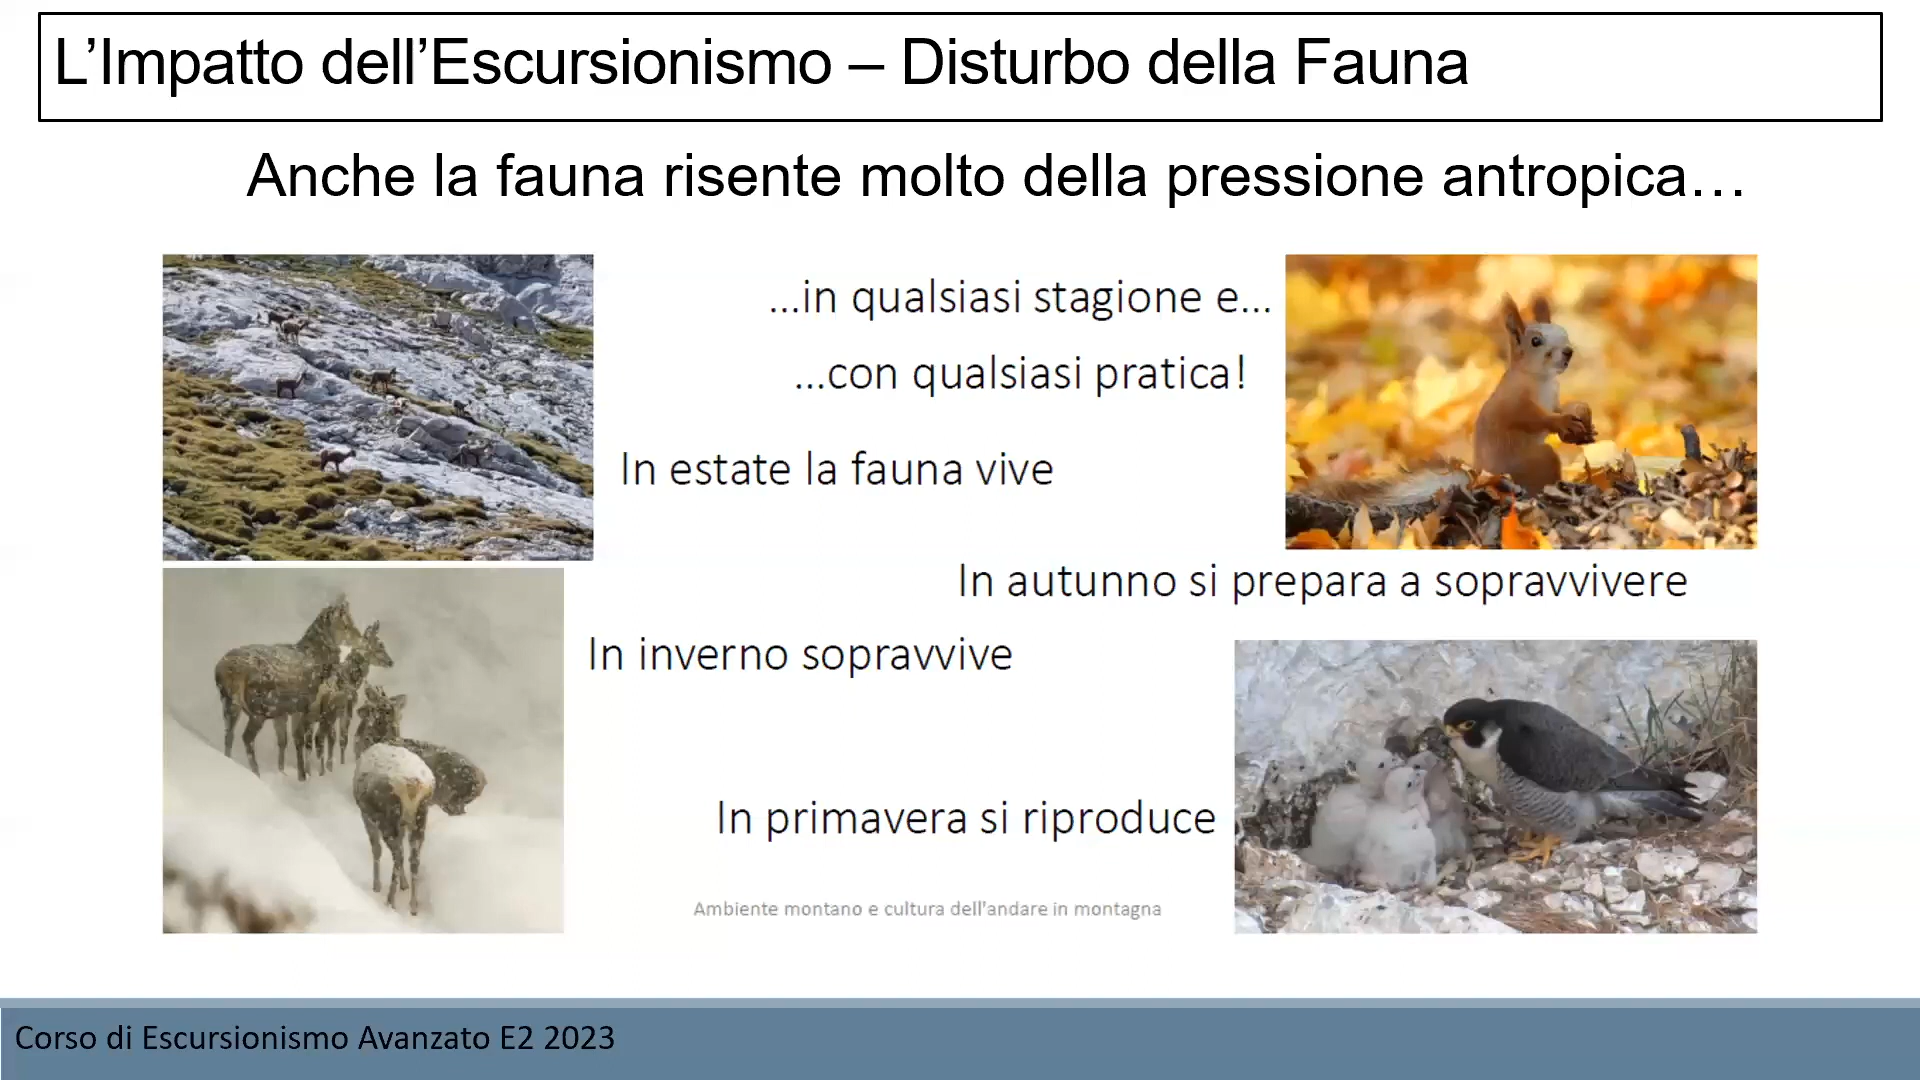 L’Impatto dell’Escursionismo – Disturbo della Fauna
Anche la fauna risente molto della pressione antropica…
...in qualsiasi stagione e...
...con qualsiasi pratica!
In estate la fauna vive
In autunno si prepara a sopravvivere
In inverno sopravvive
In primavera si riproduce
Ambiente montano e cultura dell'andare in montagna
Corso di Escursionismo Avanzato E2 2023